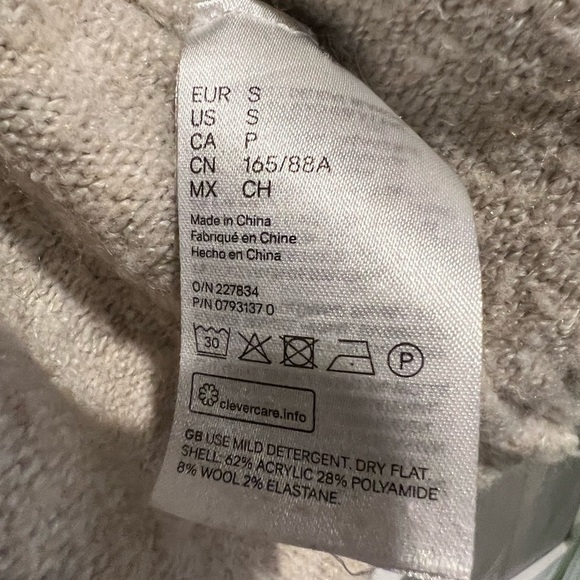 EUR S
US S
CA P
CN 165/88A
MX CH
Made in China
Fabriqué en Chine
Hecho en China
O/N 227834
P/N 0793137 0
30 P
clevercare.info
GB USE MILD DETERGENT. DRY FLAT.
SHELL: 62% ACRYLIC 28% POLYAMIDE
8% WOOL 2% ELASTANE.